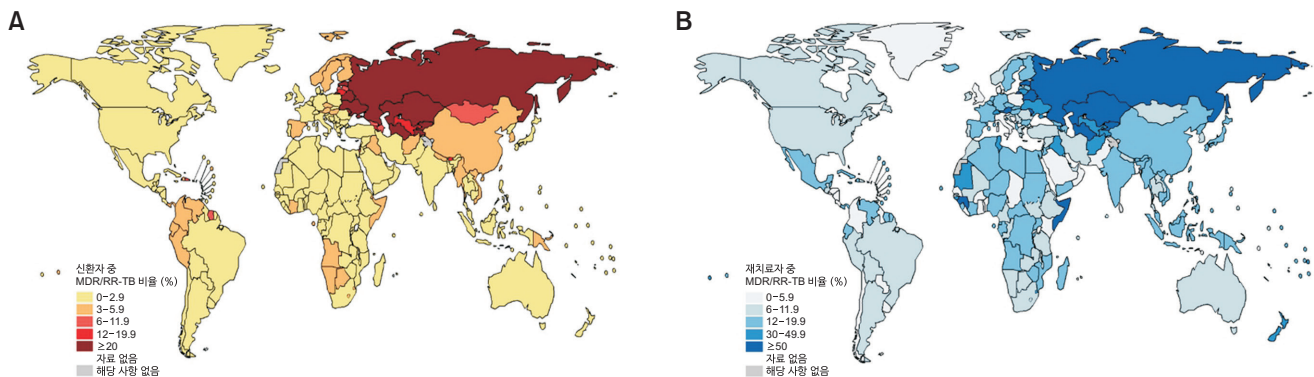 A
신환자 중
MDR/RR-TB 비율 (%)
0-2.9
3-5.9
6-11.9
12-19.9
≥20
자료 없음
해당 사항 없음
B
재치료자 중
MDR/RR-TB 비율 (%)
0-5.9
6-11.9
12-19.9
30-49.9
≥50
자료 없음
해당 사항 없음